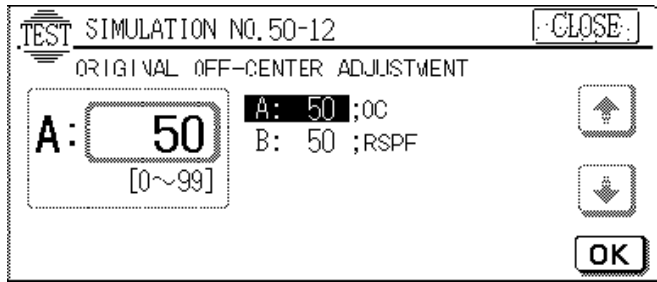 TEST SIMULATION NO.50-12 CLOSE
ORIGINAL OFF-CENTER ADJUSTMENT
A: 50 A: 50 ;OC
B: 50 ;RSPF
[0~99]
OK